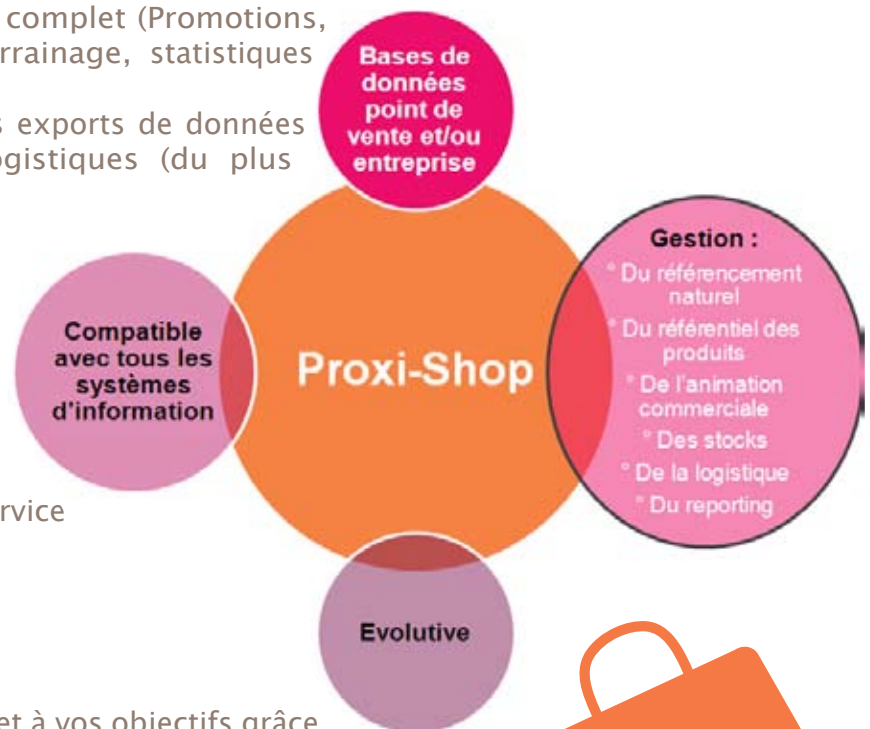 complet (Promotions,
rrainage, statistiques
exports de données
ogistiques (du plus
Bases de
données
point de
vente et/ou
entreprise
Compatible
avec tous les
systèmes
d'information
Proxi-Shop
Gestion :
° Du référencement
naturel
° Du référentiel des
produits
° De l'animation
commerciale
° Des stocks
° De la logistique
° Du reporting
rvice
Evolutive
et à vos objectifs grâce